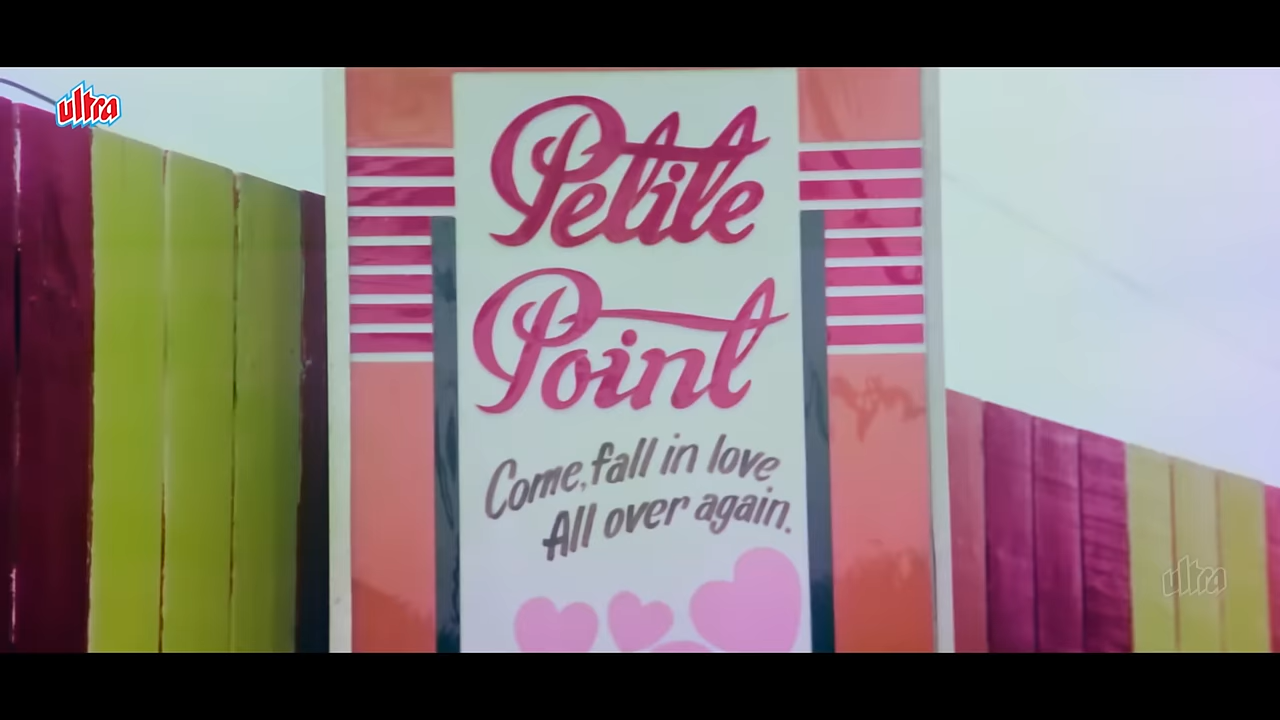 ultra
Petite
Point
Come, fall in love
All over again.
ultra